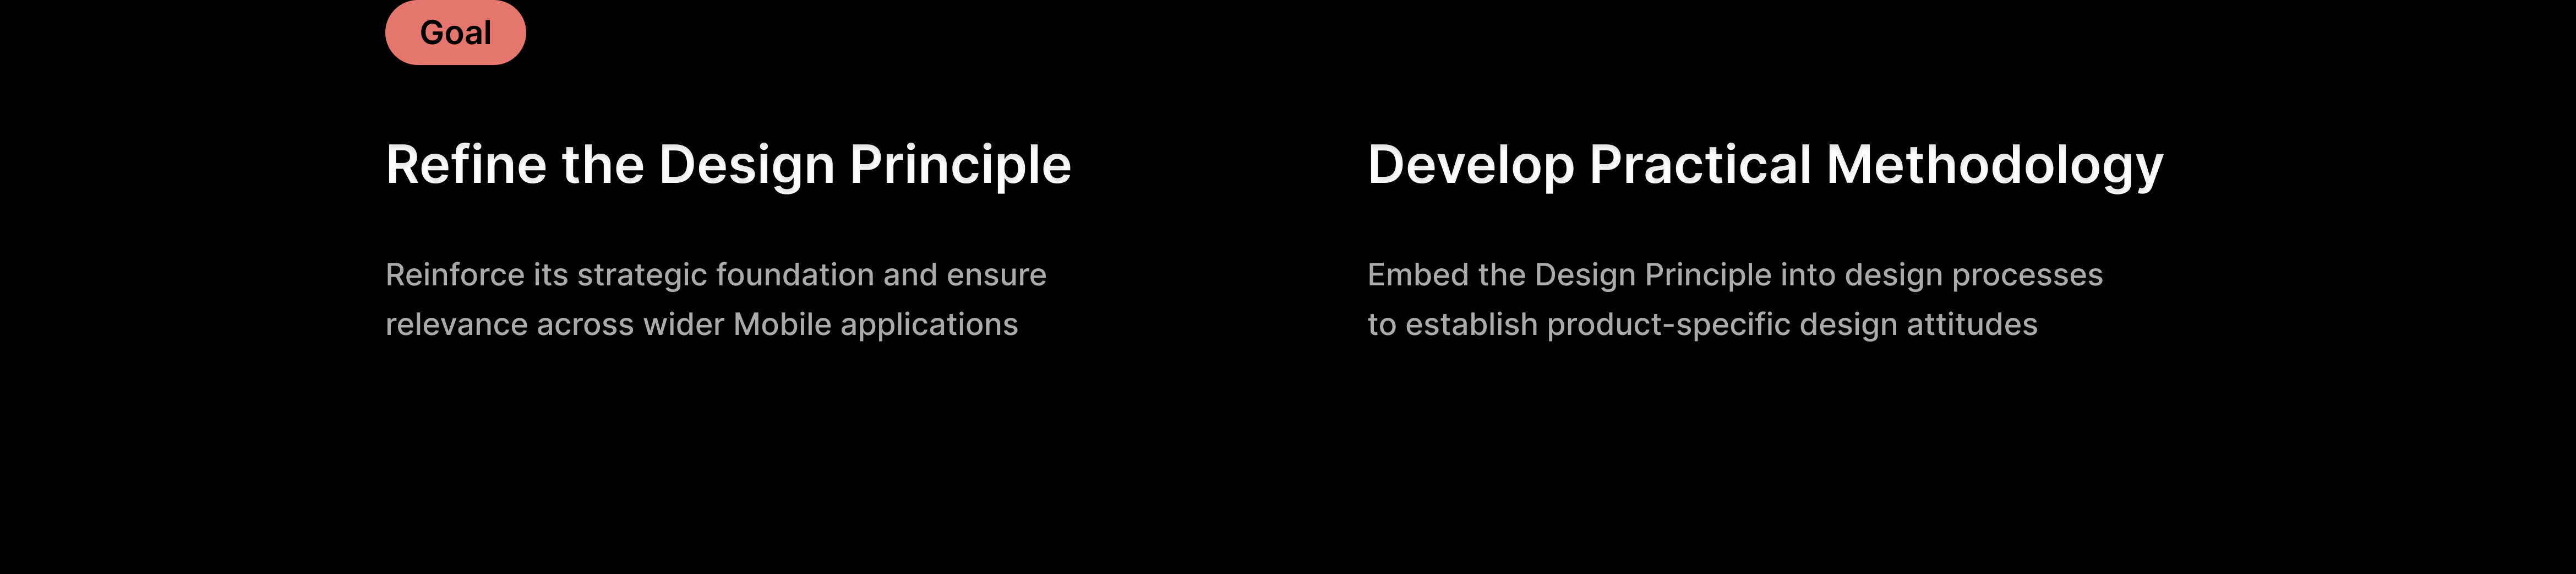 Goal
Refine the Design Principle
Reinforce its strategic foundation and ensure
relevance across wider Mobile applications
Develop Practical Methodology
Embed the Design Principle into design processes
to establish product-specific design attitudes